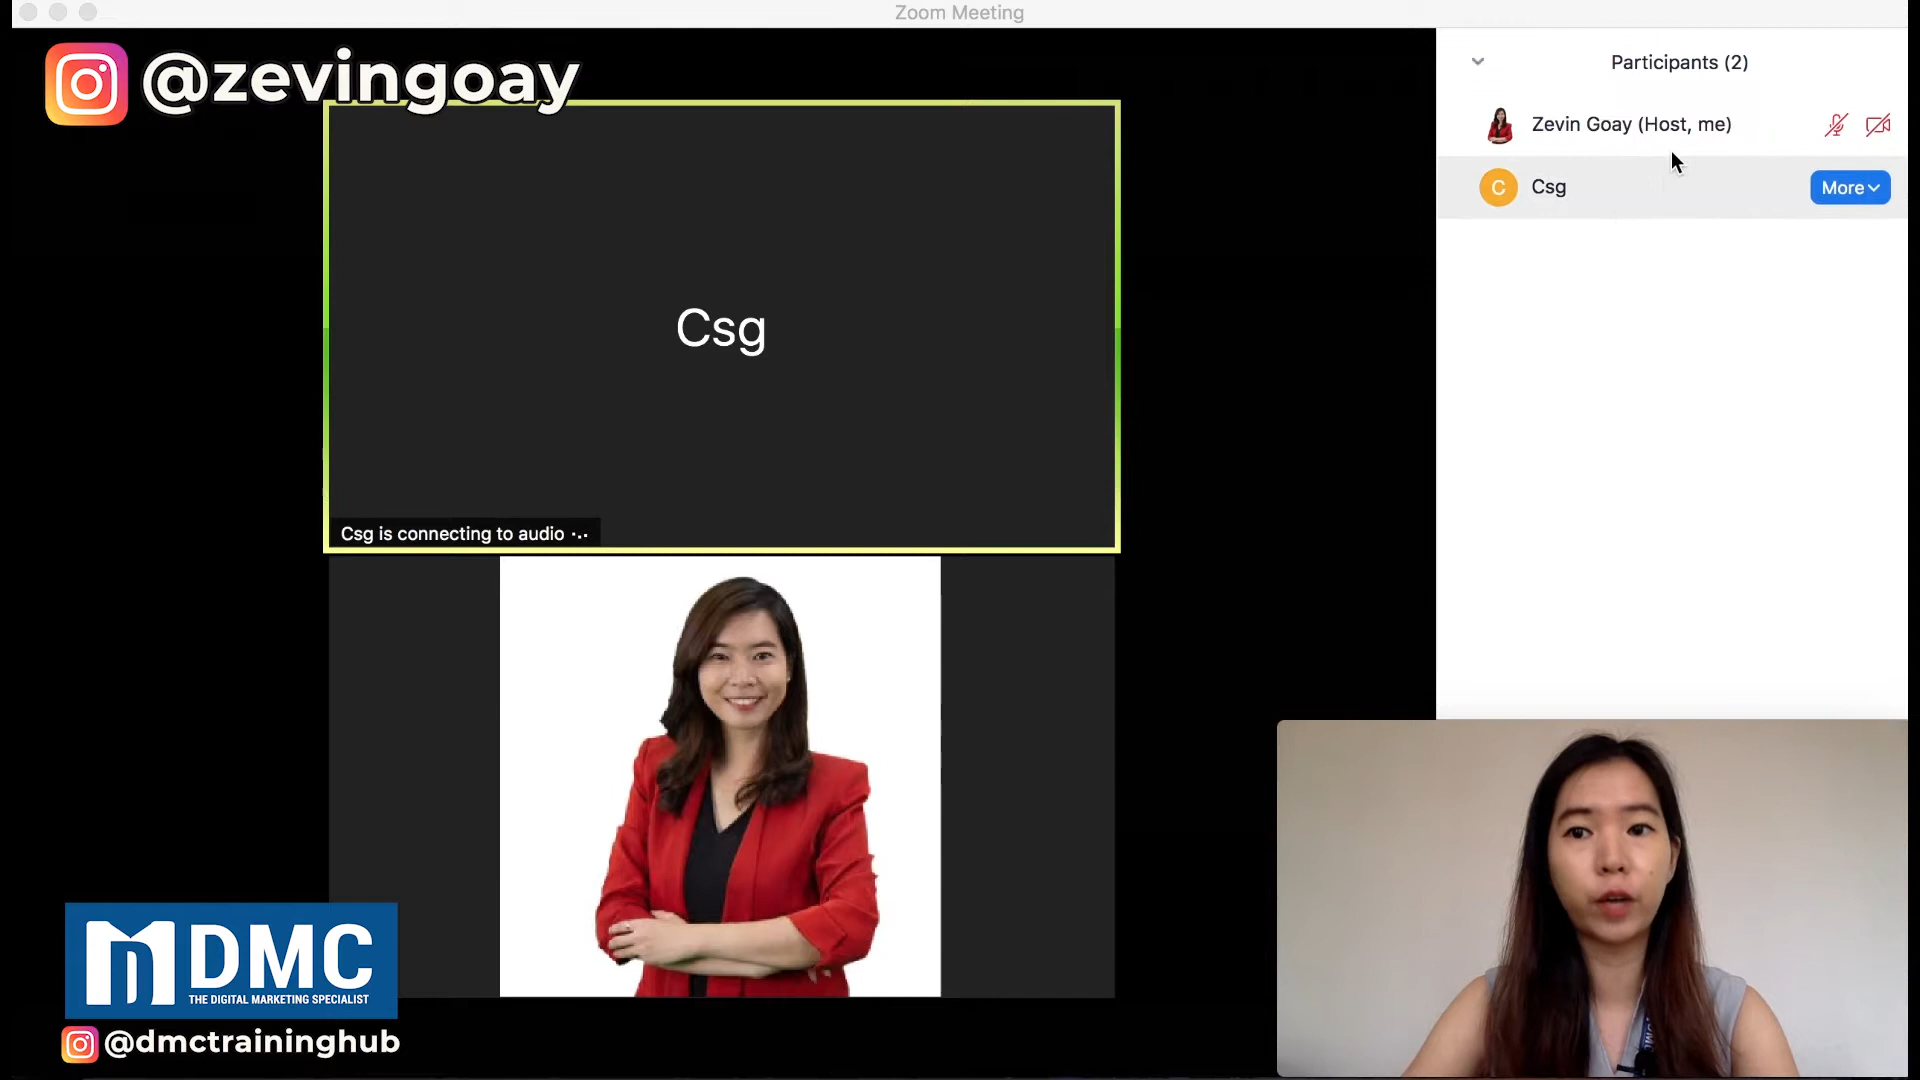 Zoom Meeting
@zevingoay
Participants (2)
Zevin Goay (Host, me)
C
Csg
More
Csg
Csg is connecting to audio
DMC
THE DIGITAL MARKETING SPECIALIST
@dmctraininghub